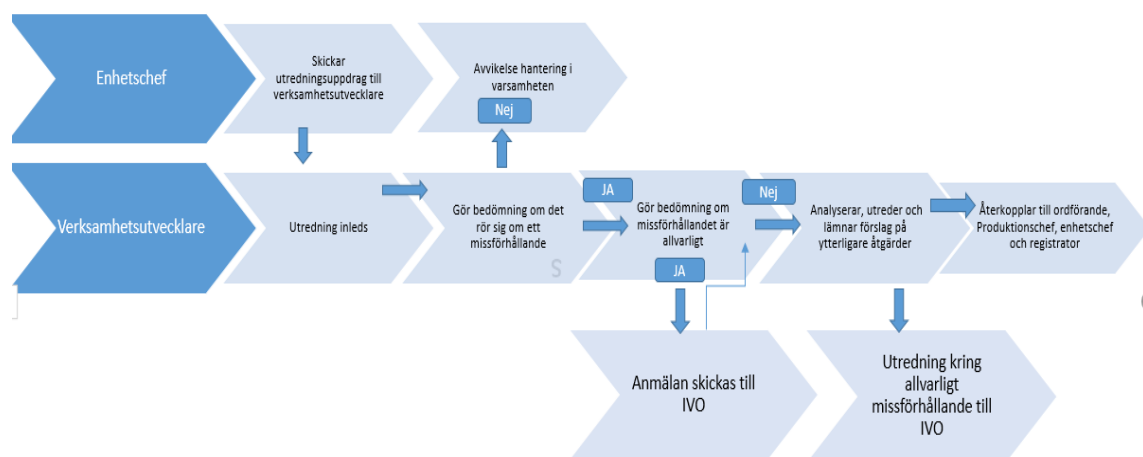 Enhetschef
Skickar
utredningsuppdrag till
verksamhetsutvecklare
Avvikelse hantering i
varsamheten
Nej
Verksamhetsutvecklare
Utredning inleds
Gör bedömning om det
rör sig om ett
missförhållande
S
JA
Gör bedömning om
missförhållandet är
allvarligt
JA
Nej
Analyserar, utreder och
lämnar förslag på
ytterligare åtgärder
Återkopplar till ordförande,
Produktionschef, enhetschef
och registrator
Anmälan skickas till
IVO
Utredning kring
allvarligt
missförhållande till
IVO